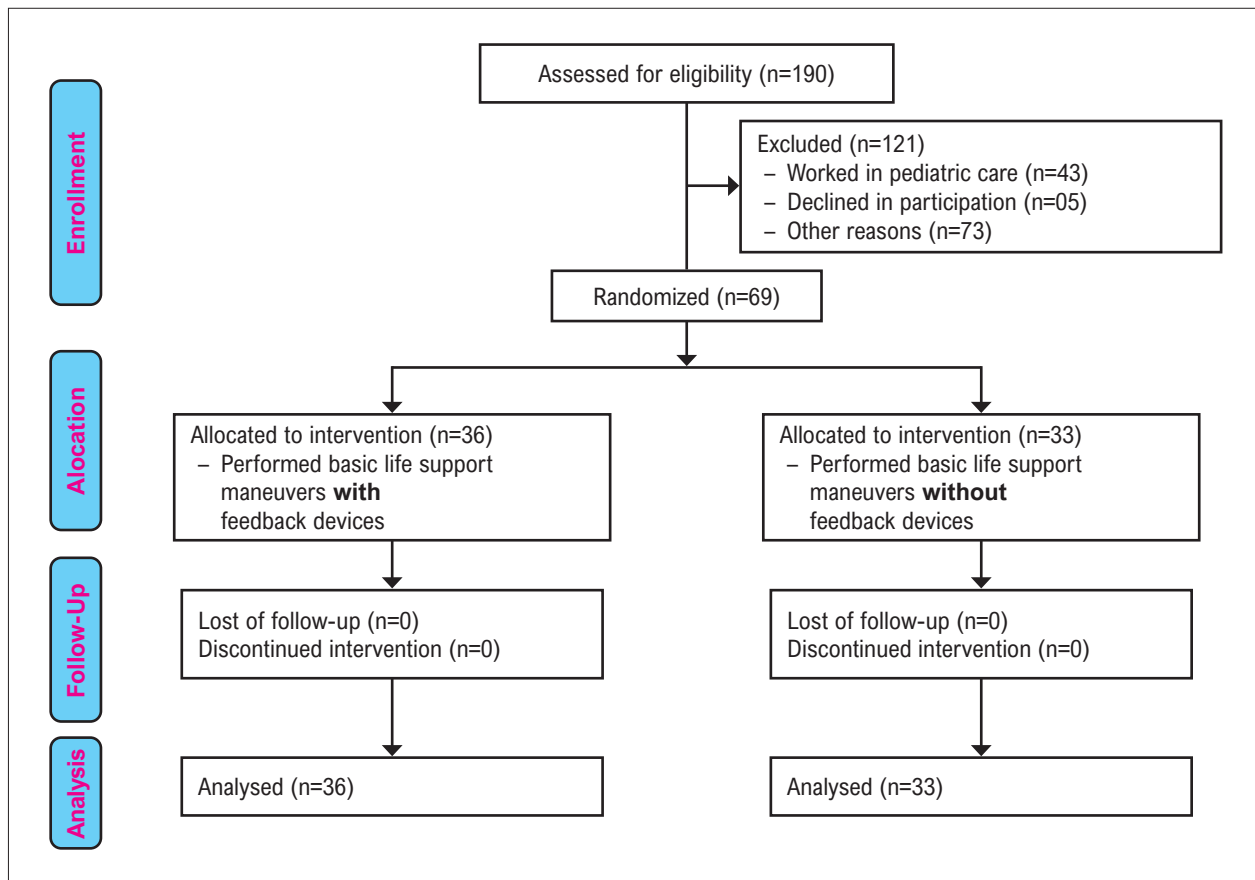 Enrollment
Assessed for eligibility (n=190)
Excluded (n=121)
– Worked in pediatric care (n=43)
– Declined in participation (n=05)
– Other reasons (n=73)
Randomized (n=69)
Alocation
Allocated to intervention (n=36)
– Performed basic life support
maneuvers with
feedback devices
Allocated to intervention (n=33)
– Performed basic life support
maneuvers without
feedback devices
Follow-Up
Lost of follow-up (n=0)
Discontinued intervention (n=0)
Lost of follow-up (n=0)
Discontinued intervention (n=0)
Analysis
Analysed (n=36)
Analysed (n=33)